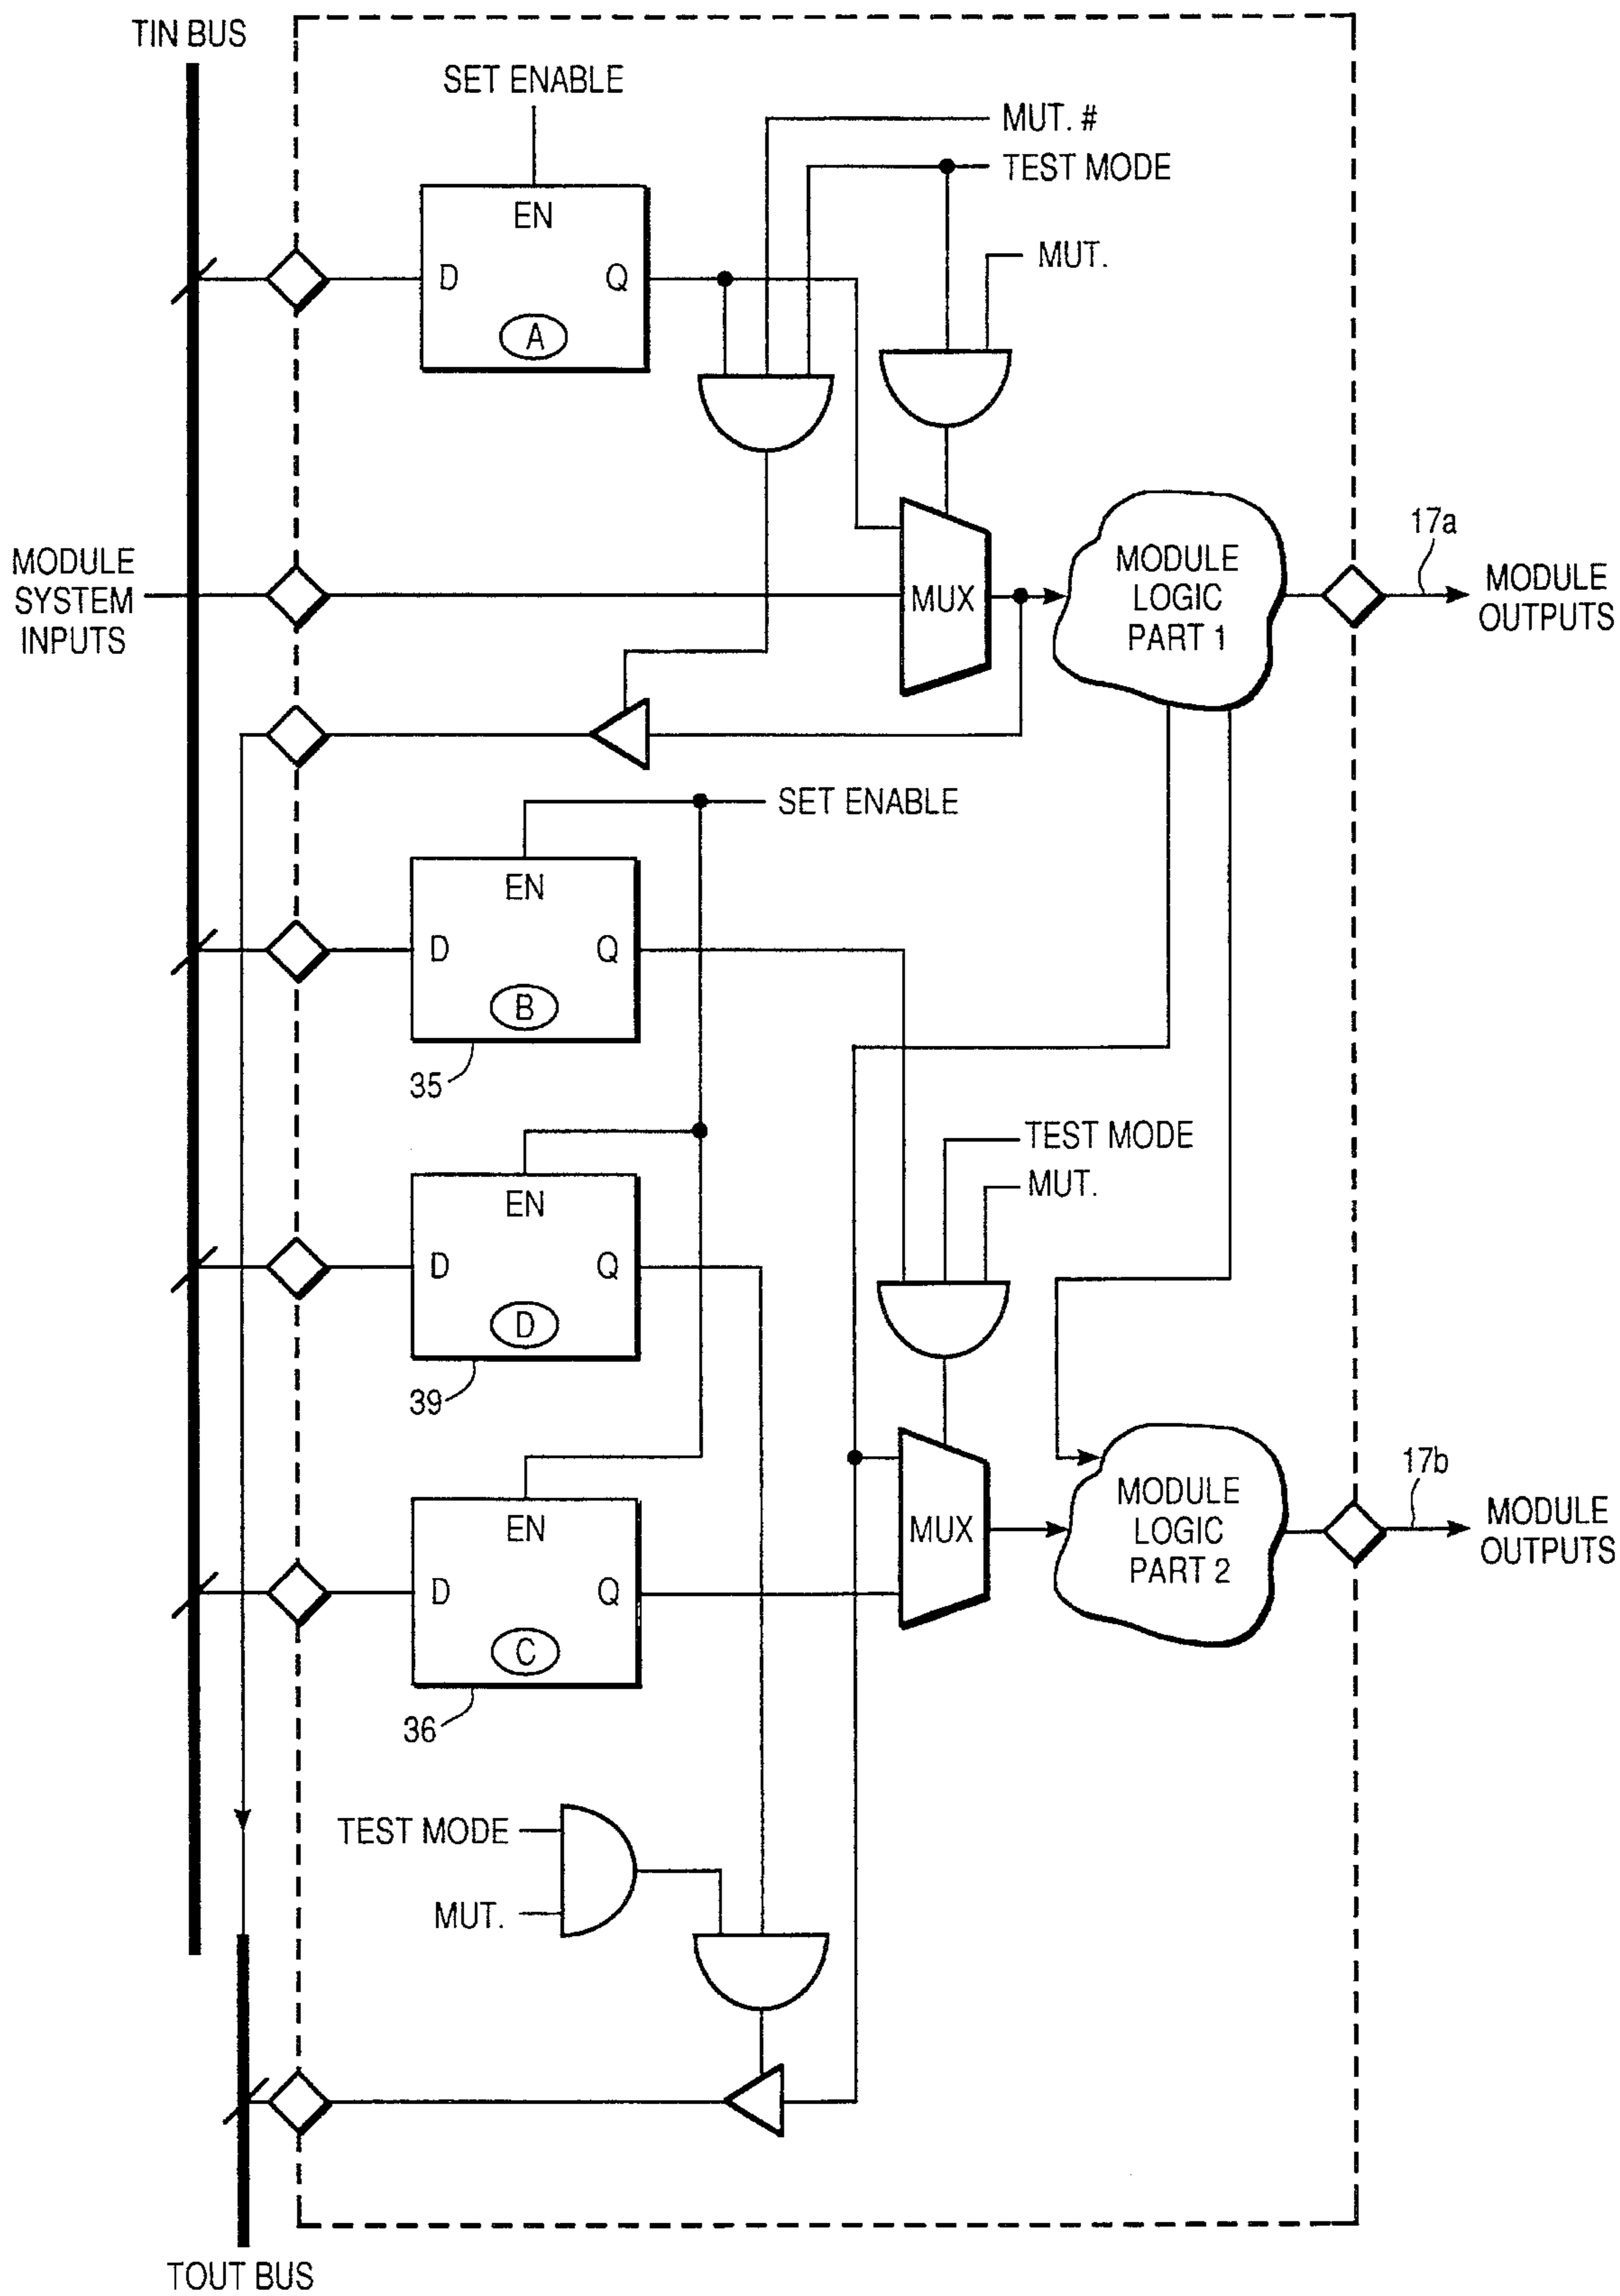 TIN BUS
SET ENABLE
MUT. #
TEST MODE
MUT.
EN
D
Q
A
MODULE
SYSTEM
INPUTS
MUX
MODULE
LOGIC
PART 1
17a
MODULE
OUTPUTS
SET ENABLE
EN
D
Q
B
35
TEST MODE
MUT.
EN
D
Q
D
39
EN
D
Q
C
36
MUX
MODULE
LOGIC
PART 2
17b
MODULE
OUTPUTS
TEST MODE
MUT.
TOUT BUS